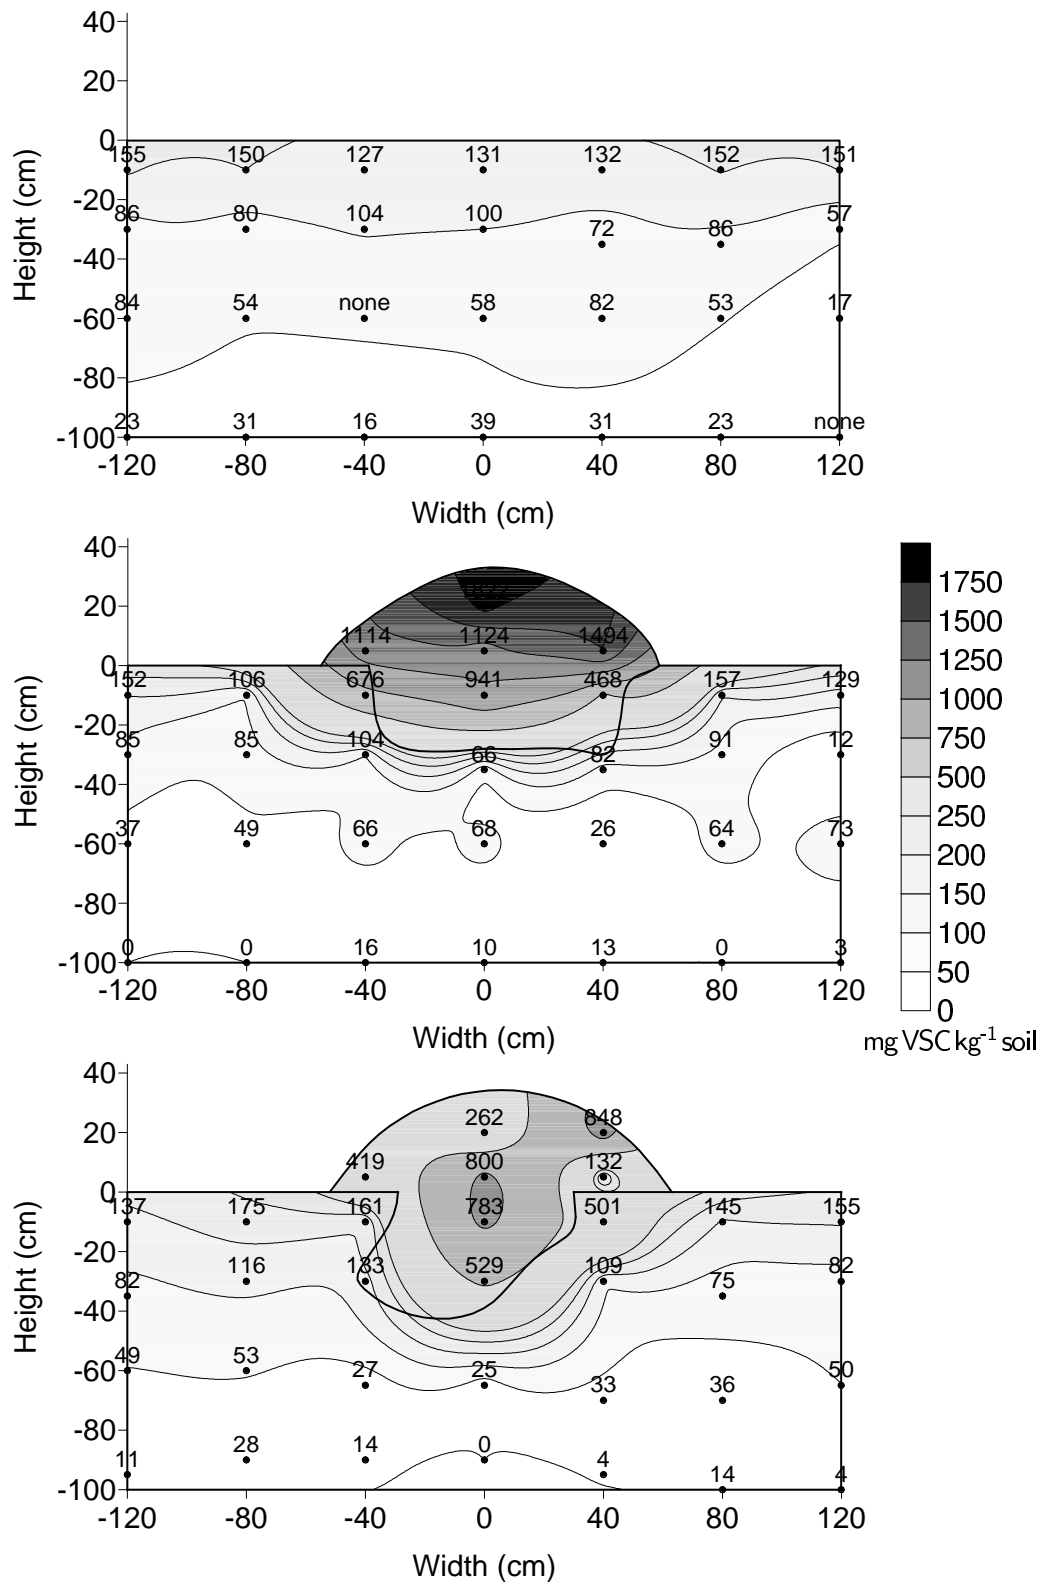 40
20
0
155 150 127 131 132 152 151
-20
86 80 104 100 72 86 57
-40
84 54 none 58 82 53 17
-60
-80
23 31 16 39 31 23 none
-100
-120 -80 -40 0 40 80 120
Height (cm)
Width (cm)
40
20
1114 1124 1494
0
152 106 676 941 468 157 129
-20
85 85 104 66 82 91 12
-40
37 49 66 68 26 64 73
-60
-80
0 0 16 10 13 0 3
-100
-120 -80 -40 0 40 80 120
Height (cm)
Width (cm)
1750
1500
1250
1000
750
500
250
200
150
100
50
0
mg VSC kg-1 soil
40
262 848
20
419 800 132
0
137 175 161 783 501 145 155
-20
82 116 133 529 109 75 82
-40
49 53 27 25 33 36 50
-60
-80
11 28 14 0 4 14 4
-100
-120 -80 -40 0 40 80 120
Height (cm)
Width (cm)